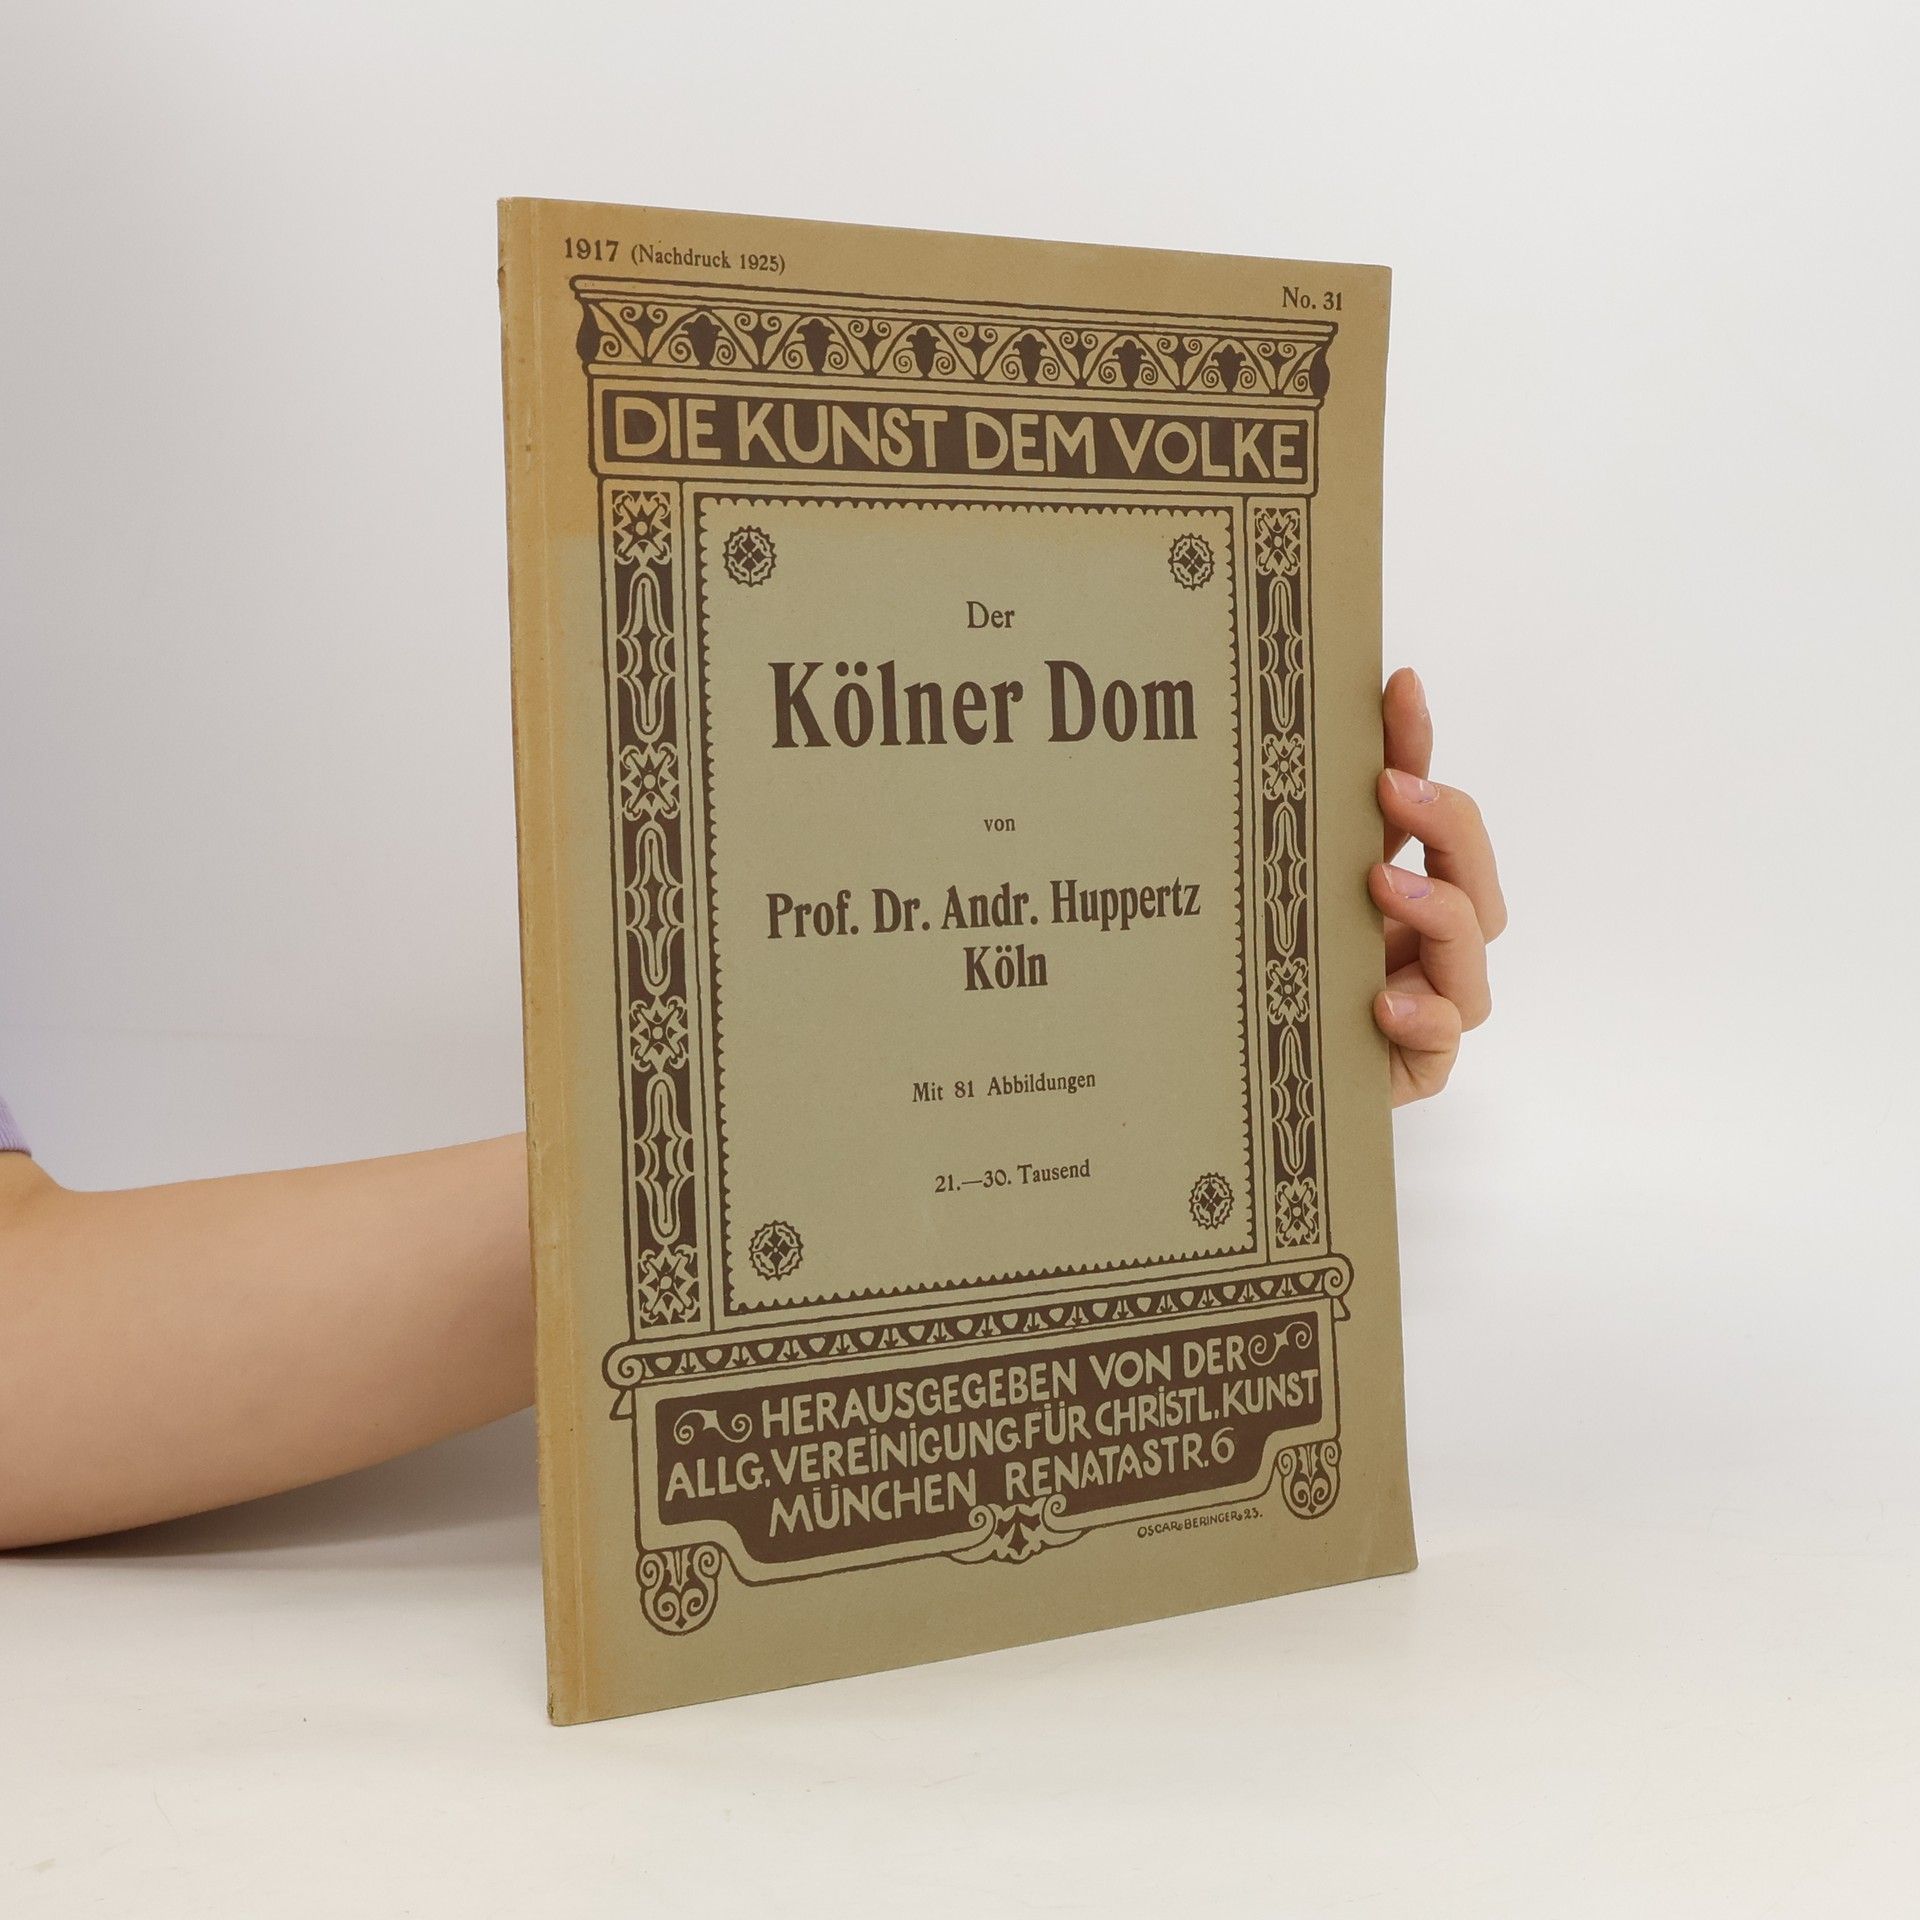 1917 (Nachdruck 1925)
No. 31
DIE KUNST DEM VOLKE
Der
Kölner Dom
von
Prof. Dr. Andr. Huppertz
Köln
Mit 81 Abbildungen
21.—30. Tausend
HERAUSGEGEBEN VON DER
ALLG. VEREINIGUNG FÜR CHRISTL. KUNST
MÜNCHEN RENATASTR. 6
OSCAR BERINGER 23.